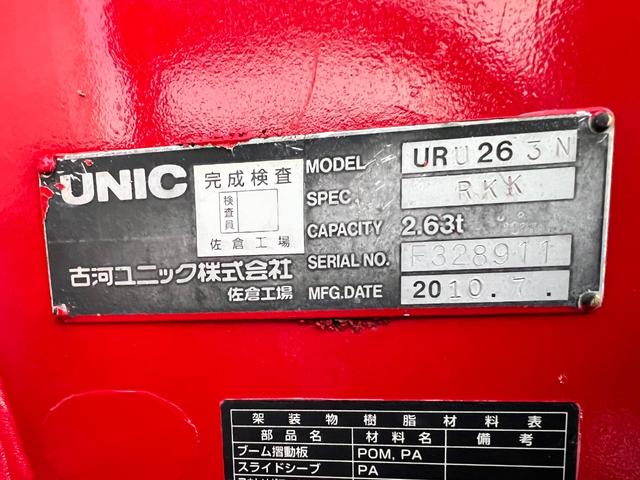 UNIC
完成検査
検査員
佐倉工場
古河ユニック株式会社
佐倉工場
MODEL URU263N
SPEC RKK
CAPACITY 2.63t
SERIAL NO. F328911
MFG.DATE 2010.7.
架装物樹脂材料表
部品名 材料名 備考
ブーム摺動板 POM, PA
スライドシーブ PA